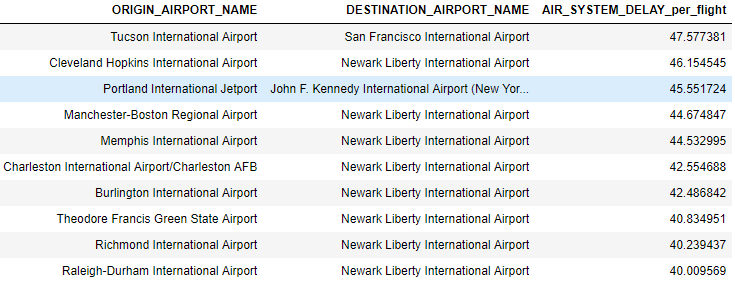 ORIGIN_AIRPORT_NAME DESTINATION_AIRPORT_NAME AIR_SYSTEM_DELAY_per_flight
Tucson International Airport San Francisco International Airport 47.577381
Cleveland Hopkins International Airport Newark Liberty International Airport 46.154545
Portland International Jetport John F. Kennedy International Airport (New Yor... 45.551724
Manchester-Boston Regional Airport Newark Liberty International Airport 44.674847
Memphis International Airport Newark Liberty International Airport 44.532995
Charleston International Airport/Charleston AFB Newark Liberty International Airport 42.554688
Burlington International Airport Newark Liberty International Airport 42.486842
Theodore Francis Green State Airport Newark Liberty International Airport 40.834951
Richmond International Airport Newark Liberty International Airport 40.239437
Raleigh-Durham International Airport Newark Liberty International Airport 40.009569